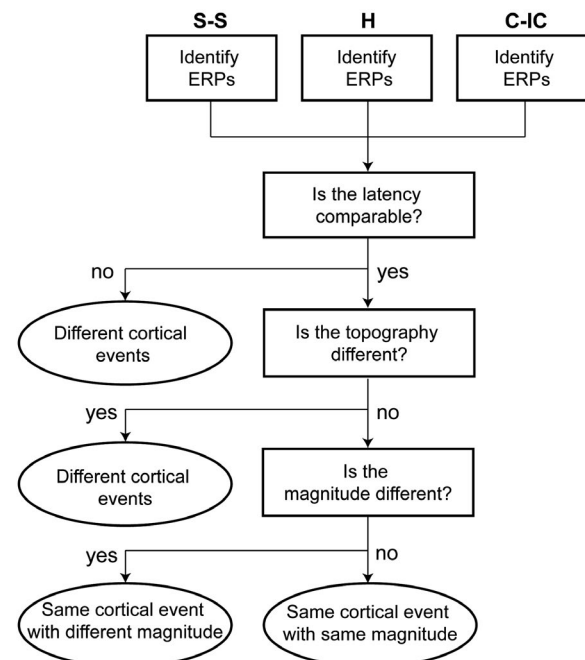 S-S
H
C-IC
Identify
ERPs
Identify
ERPs
Identify
ERPs
Is the latency
comparable?
no
yes
Different cortical
events
Is the topography
different?
yes
no
Different cortical
events
Is the
magnitude different?
yes
no
Same cortical event
with different magnitude
Same cortical event
with same magnitude